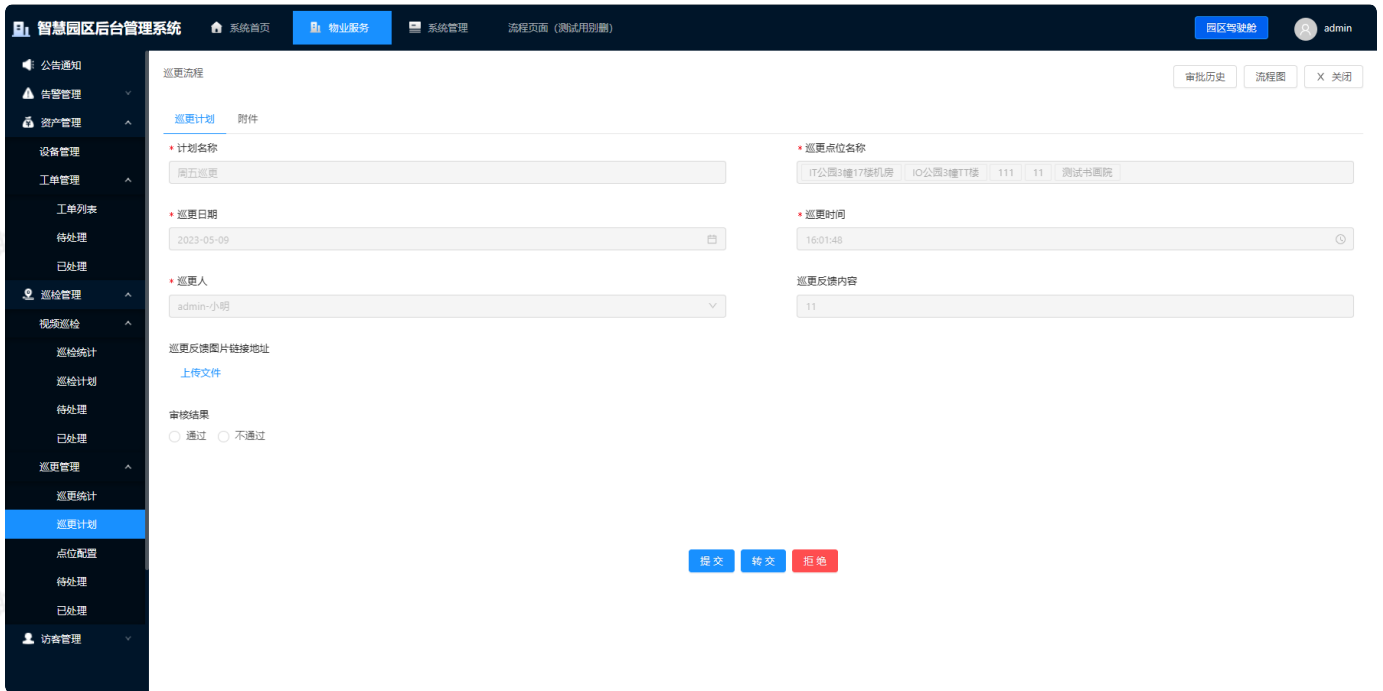 智慧园区后台管理系统 系统首页 物业服务 系统管理 流程页面（测试用别删） 园区驾驶舱 admin
公告通知
告警管理
资产管理
设备管理
工单管理
工单列表
待处理
已处理
巡检管理
视频巡检
巡检统计
巡检计划
待处理
已处理
巡更管理
巡更统计
巡更计划
点位配置
待处理
已处理
访客管理
巡更流程 审批历史 流程图 X 关闭
巡更计划 附件
* 计划名称 * 巡更点位名称
周五巡更 IT公园3幢17楼机房 IO公园3幢TT楼 111 11 测试书画院
* 巡更日期 * 巡更时间
2023-05-09 16:01:48
* 巡更人 巡更反馈内容
admin-小明 11
巡更反馈图片链接地址
上传文件
审核结果
通过 不通过
提交 转交 拒绝